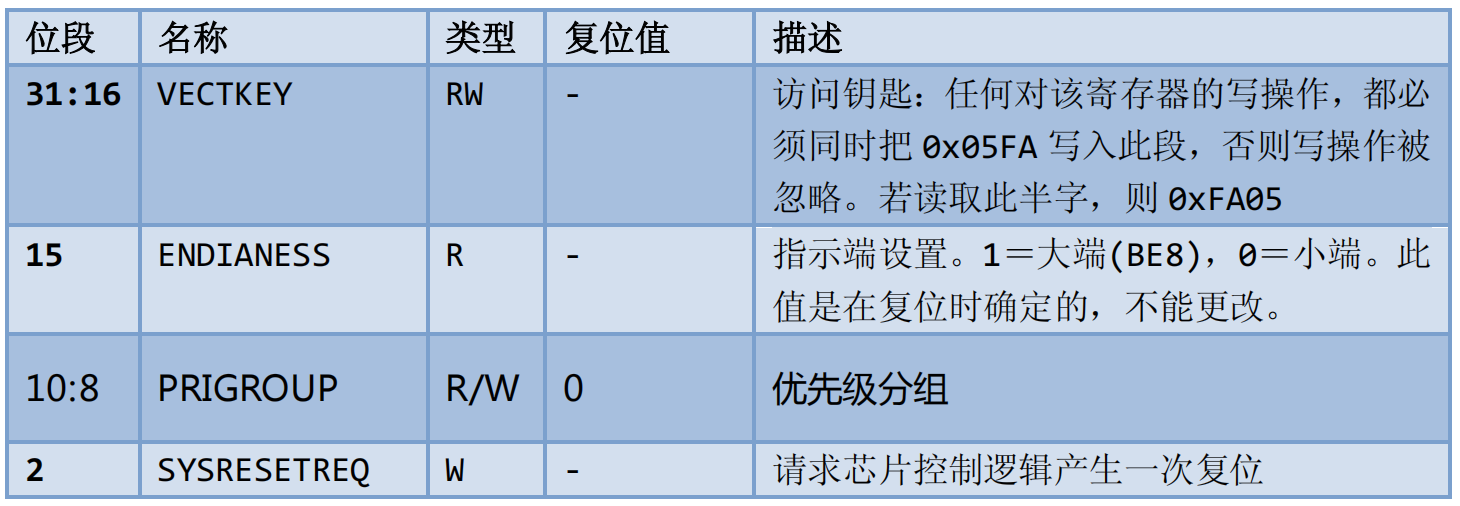 位段 名称 类型 复位值 描述
31:16 VECTKEY RW - 访问钥匙：任何对该寄存器的写操作，都必
须同时把 0x05FA 写入此段，否则写操作被
忽略。若读取此半字，则 0xFA05
15 ENDIANESS R - 指示端设置。1＝大端(BE8)，0＝小端。此
值是在复位时确定的，不能更改。
10:8 PRIGROUP R/W 0 优先级分组
2 SYSRESETREQ W - 请求芯片控制逻辑产生一次复位